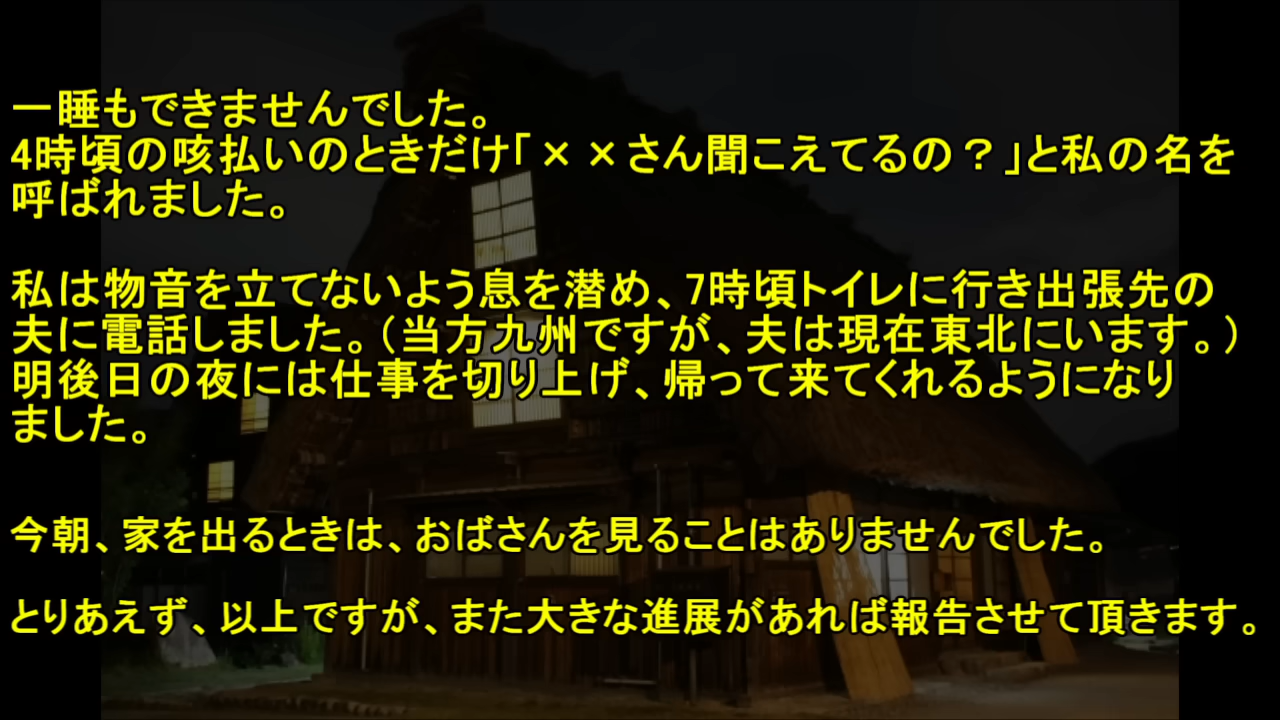 一睡もできませんでした。
4時頃の咳払いのときだけ「××さん聞こえてるの？」と私の名を
呼ばれました。
私は物音を立てないよう息を潜め、7時頃トイレに行き出張先の
夫に電話しました。（当方九州ですが、夫は現在東北にいます。）
明後日の夜には仕事を切り上げ、帰って来てくれるようになり
ました。
今朝、家を出るときは、おばさんを見ることはありませんでした。
とりあえず、以上ですが、また大きな進展があれば報告させて頂きます。